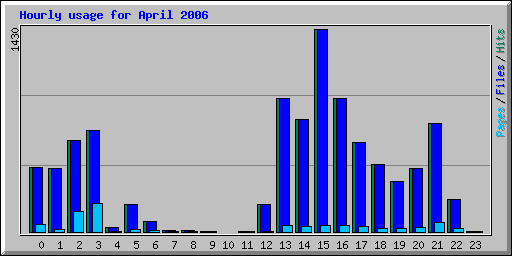 Hourly usage for April 2006
1430
Pages/Files/Hits
0 1 2 3 4 5 6 7 8 9 10 11 12 13 14 15 16 17 18 19 20 21 22 23